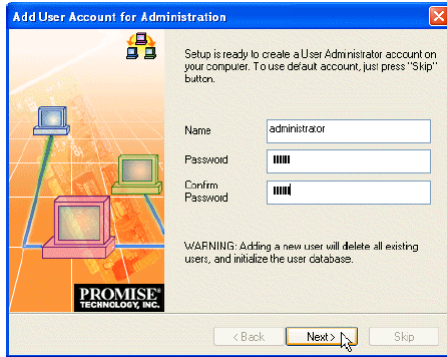 Add User Account for Administration
Setup is ready to create a User Administrator account on
your computer. To use default account, just press "Skip"
button.
Name
administrator
Password
Confirm
Password
WARNING: Adding a new user will delete all existing
users, and initialize the user database.
PROMISE®
TECHNOLOGY, INC.
< Back
Next >
Skip